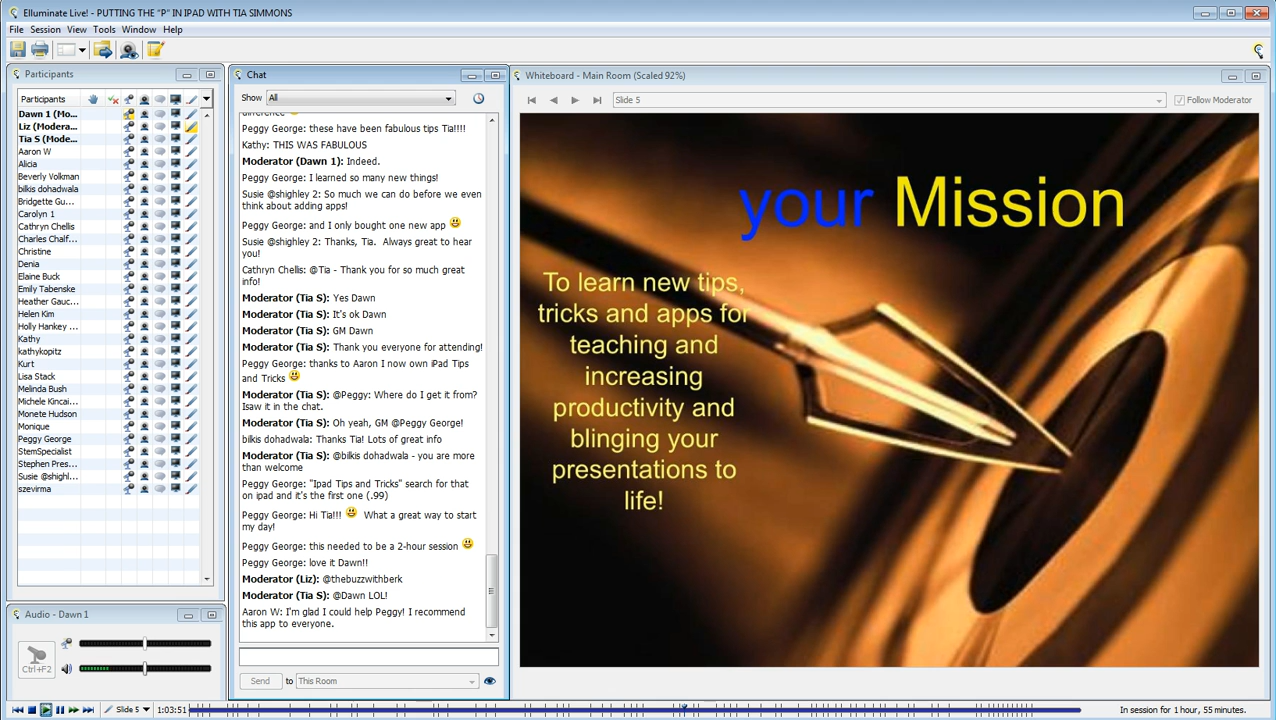 Elluminate Live! - PUTTING THE "P" IN IPAD WITH TIA SIMMONS
File Session View Tools Window Help
Participants
Participants
Dawn 1 (Mo...
Liz (Modera...
Tia S (Mode...
Aaron W
Alicia
Beverly Volkman
bilkis dohadwala
Bridgette Gu...
Carolyn 1
Cathryn Chellis
Charles Chalf...
Christine
Denia
Elaine Buck
Emily Tabenske
Heather Gauc...
Helen Kim
Holly Hankey ...
Kathy
kathykopitz
Kurt
Lisa Stack
Melinda Bush
Michele Kincai...
Monete Hudson
Monique
Peggy George
StemSpecialist
Stephen Pres...
Susie @shighl...
szevirma
Audio - Dawn 1
Ctrl+F2
Chat
Show All
difference
Peggy George: these have been fabulous tips Tia!!!!
Kathy: THIS WAS FABULOUS
Moderator (Dawn 1): Indeed.
Peggy George: I learned so many new things!
Susie @shighley 2: So much we can do before we even
think about adding apps!
Peggy George: and I only bought one new app
Susie @shighley 2: Thanks, Tia. Always great to hear
you!
Cathryn Chellis: @Tia - Thank you for so much great
info!
Moderator (Tia S): Yes Dawn
Moderator (Tia S): It's ok Dawn
Moderator (Tia S): GM Dawn
Moderator (Tia S): Thank you everyone for attending!
Peggy George: thanks to Aaron I now own iPad Tips
and Tricks
Moderator (Tia S): @Peggy: Where do I get it from?
Isaw it in the chat.
Moderator (Tia S): Oh yeah, GM @Peggy George!
bilkis dohadwala: Thanks Tia! Lots of great info
Moderator (Tia S): @bilkis dohadwala - you are more
than welcome
Peggy George: "Ipad Tips and Tricks" search for that
on ipad and it's the first one (.99)
Peggy George: Hi Tia!!! What a great way to start
my day!
Peggy George: this needed to be a 2-hour session
Peggy George: love it Dawn!!
Moderator (Liz): @thebuzzwithberk
Moderator (Tia S): @Dawn LOL!
Aaron W: I'm glad I could help Peggy! I recommend
this app to everyone.
Send to This Room
Whiteboard - Main Room (Scaled 92%)
Slide 5 Follow Moderator
your Mission
To learn new tips,
tricks and apps for
teaching and
increasing
productivity and
blinging your
presentations to
life!
Slide 5 1:03:51 In session for 1 hour, 55 minutes.